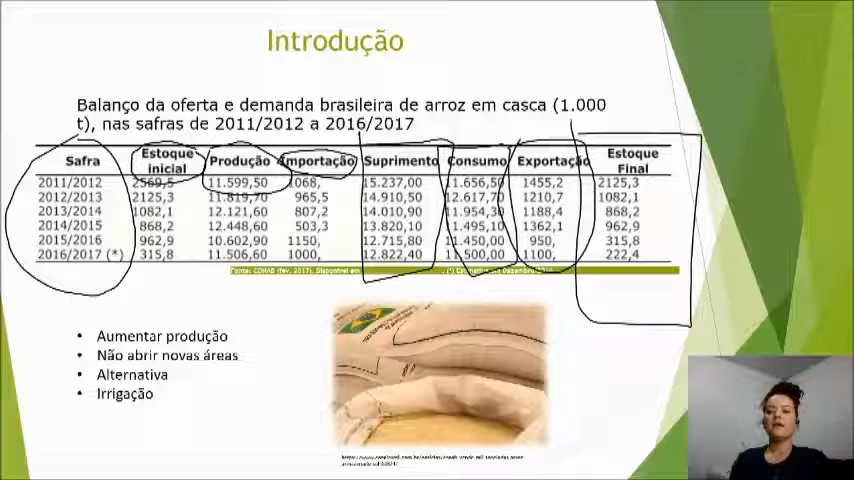 Introdução
Balanço da oferta e demanda brasileira de arroz em casca (1.000
t), nas safras de 2011/2012 a 2016/2017
Safra Estoque inicial Produção Importação Suprimento Consumo Exportação Estoque Final
2011/2012 2569,5 11.599,50 1068, 15.237,00 11.656,50 1455,2 2125,3
2012/2013 2125,3 11.819,70 965,5 14.910,50 12.617,70 1210,7 1082,1
2013/2014 1082,1 12.121,60 807,2 14.010,90 11.954,30 1188,4 868,2
2014/2015 868,2 12.448,60 503,3 13.820,10 11.495,10 1362,1 962,9
2015/2016 962,9 10.602,90 1150, 12.715,80 11.450,00 950, 315,8
2016/2017 (*) 315,8 11.506,60 1000, 12.822,40 11.500,00 1100, 222,4
Fonte: CONAB (fev. 2017). Disponível em . (*) Estimativa em Dezembro/2016
• Aumentar produção
• Não abrir novas áreas
• Alternativa
• Irrigação